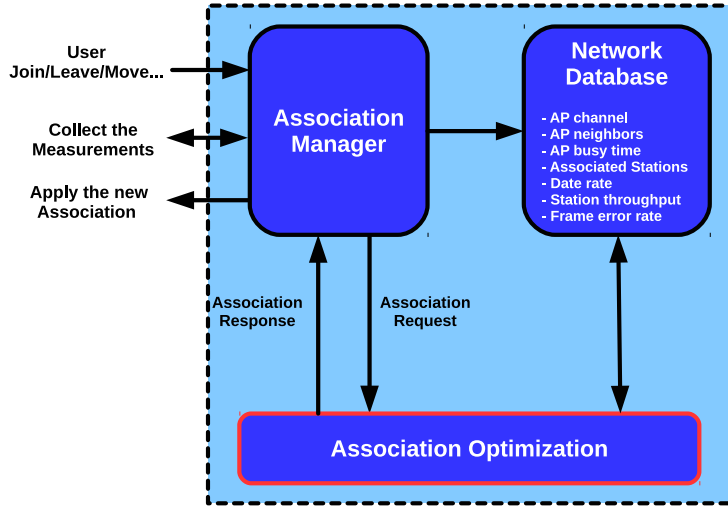 User
Join/Leave/Move...
Collect the
Measurements
Apply the new
Association
Association
Manager
Network
Database
- AP channel
- AP neighbors
- AP busy time
- Associated Stations
- Date rate
- Station throughput
- Frame error rate
Association
Response
Association
Request
Association Optimization